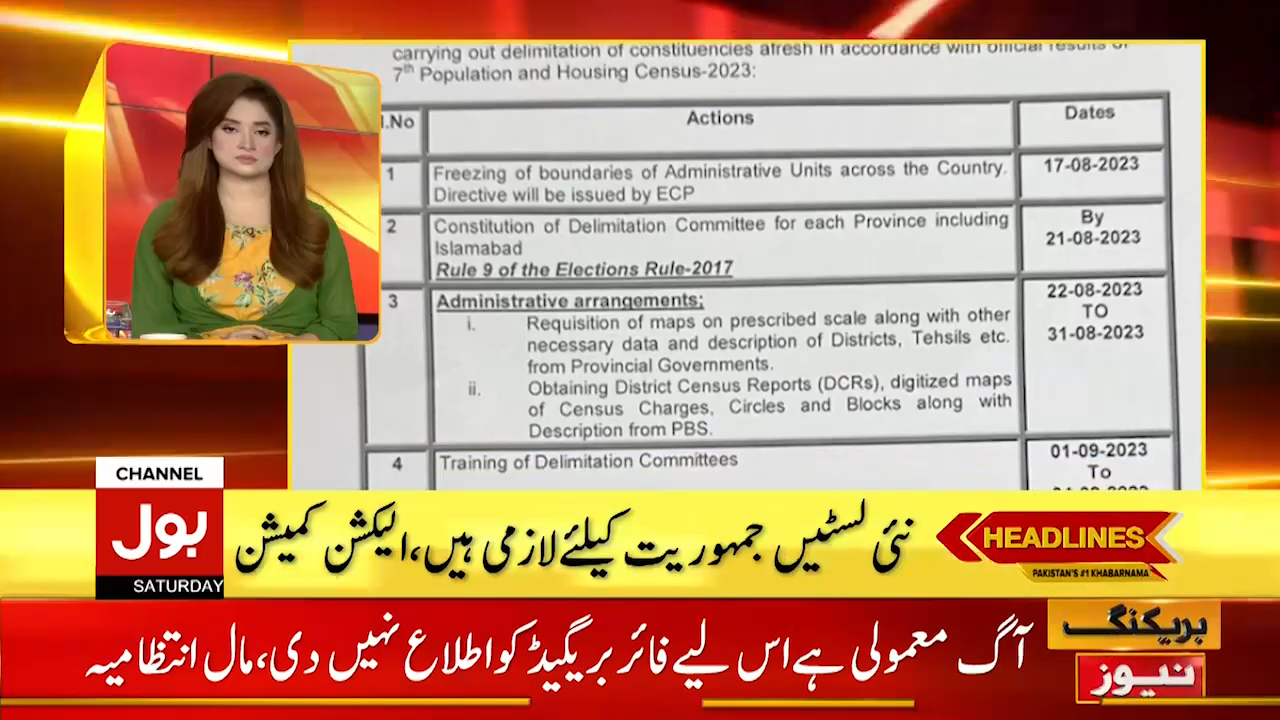 carrying out delimitation of constituencies afresh in accordance with official results of
7th Population and Housing Census-2023:
.No Actions Dates
1 Freezing of boundaries of Administrative Units across the Country. 17-08-2023
Directive will be issued by ECP
2 Constitution of Delimitation Committee for each Province including By
Islamabad 21-08-2023
Rule 9 of the Elections Rule-2017
3 Administrative arrangements; 22-08-2023
i. Requisition of maps on prescribed scale along with other TO
necessary data and description of Districts, Tehsils etc. 31-08-2023
from Provincial Governments.
ii. Obtaining District Census Reports (DCRs), digitized maps
of Census Charges, Circles and Blocks along with
Description from PBS.
4 Training of Delimitation Committees 01-09-2023
To
CHANNEL
بول
SATURDAY
نئی لسٹیں جمہوریت کیلئے لازمی ہیں، الیکشن کمیشن
HEADLINES
PAKISTAN'S #1 KHABARNAMA
بریکنگ
نیوز
آگ معمولی ہے اس لیے فائر بریگیڈ کو اطلاع نہیں دی، مال انتظامیہ